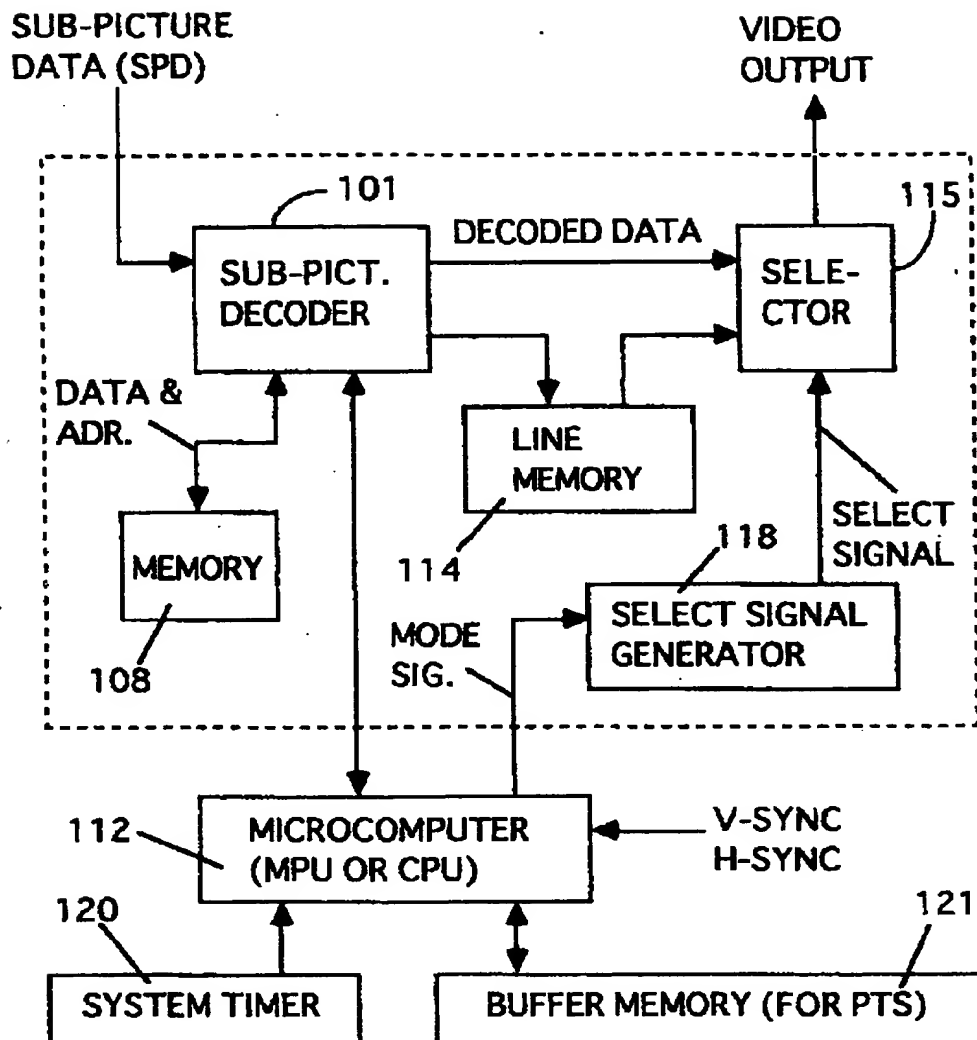 SUB-PICTURE
DATA (SPD)
VIDEO
OUTPUT
101
115
DECODED DATA
SUB-PICT.
DECODER
SELE-
CTOR
DATA &
ADR.
LINE
MEMORY
SELECT
SIGNAL
MEMORY
114
118
108
MODE
SIG.
SELECT SIGNAL
GENERATOR
112
MICROCOMPUTER
(MPU OR CPU)
V-SYNC
H-SYNC
120
121
SYSTEM TIMER
BUFFER MEMORY (FOR PTS)